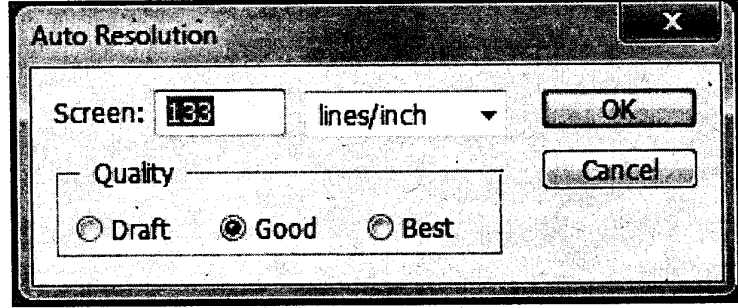 Auto Resolution X
Screen: 133 lines/inch OK
Quality Cancel
Draft Good Best